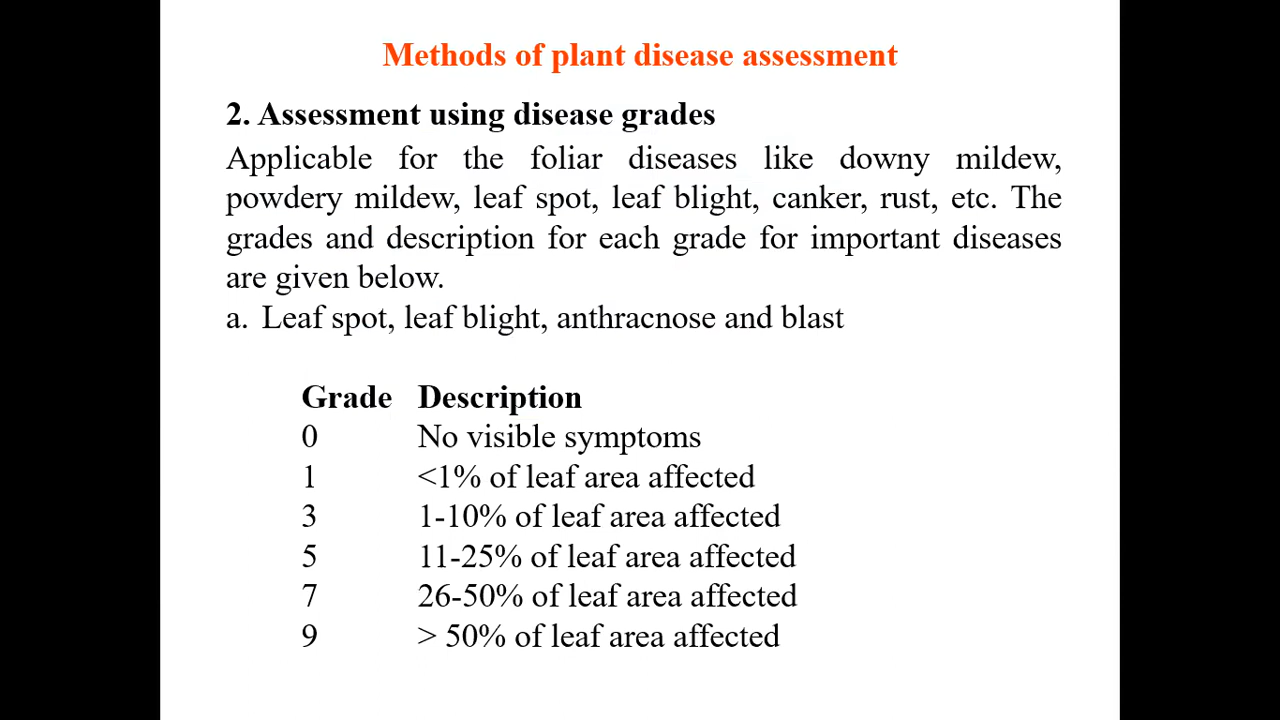 Methods of plant disease assessment
2. Assessment using disease grades
Applicable for the foliar diseases like downy mildew,
powdery mildew, leaf spot, leaf blight, canker, rust, etc. The
grades and description for each grade for important diseases
are given below.
a. Leaf spot, leaf blight, anthracnose and blast
Grade Description
0 No visible symptoms
1 <1% of leaf area affected
3 1-10% of leaf area affected
5 11-25% of leaf area affected
7 26-50% of leaf area affected
9 > 50% of leaf area affected